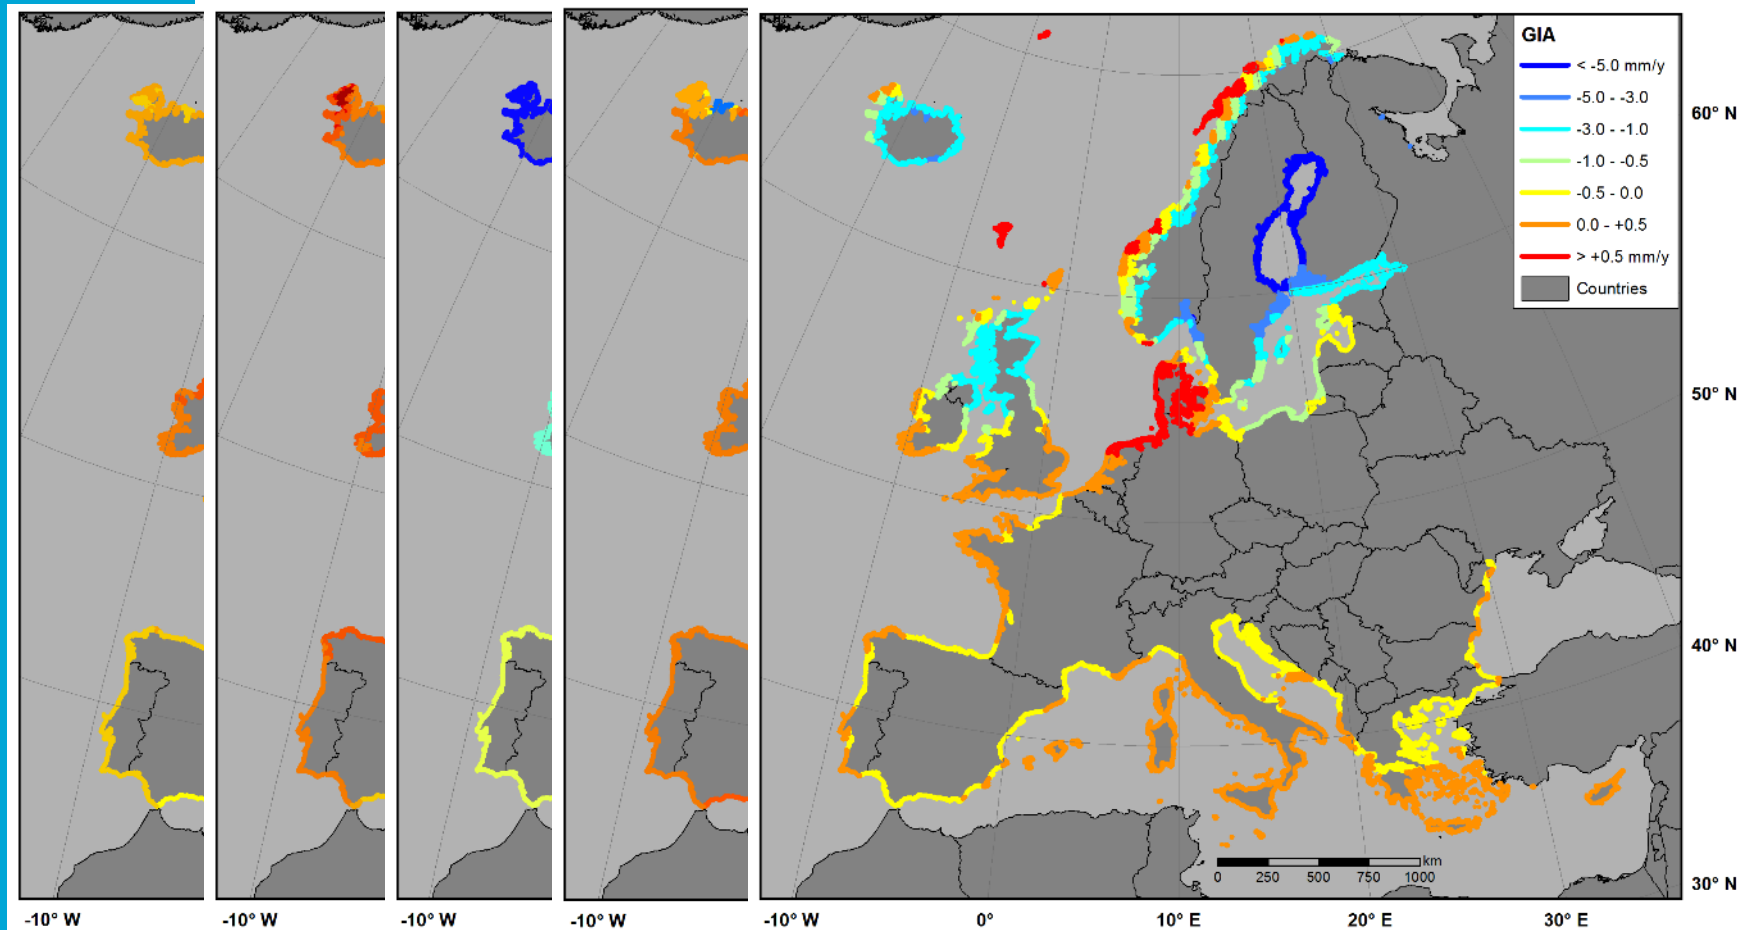 GIA
< -5.0 mm/y
-5.0 - -3.0
-3.0 - -1.0
-1.0 - -0.5
-0.5 - 0.0
0.0 - +0.5
> +0.5 mm/y
Countries
60° N
50° N
40° N
30° N
km
0 250 500 750 1000
-10° W -10° W -10° W -10° W -10° W 0° 10° E 20° E 30° E